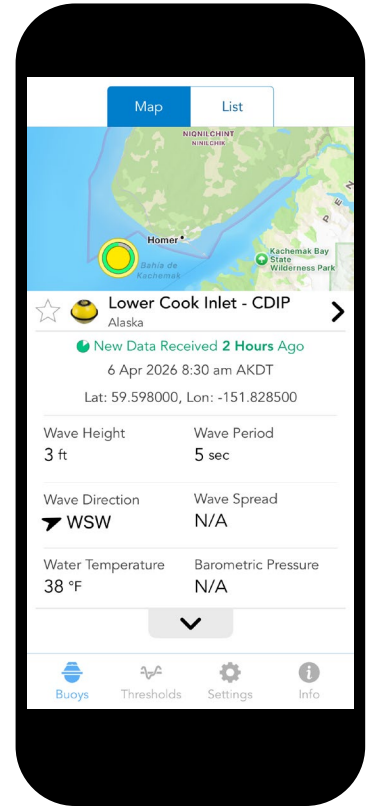 Map
List
NIQNILCHINT
NINILCHIK
Homer
Bahía de
Kachemak
Kachemak Bay
State
Wilderness Park
N
W
R
Lower Cook Inlet - CDIP
Alaska
New Data Received 2 Hours Ago
6 Apr 2026 8:30 am AKDT
Lat: 59.598000, Lon: -151.828500
Wave Height
Wave Period
3 ft
5 sec
Wave Direction
Wave Spread
WSW
N/A
Water Temperature
Barometric Pressure
38 °F
N/A
Buoys
Thresholds
Settings
Info